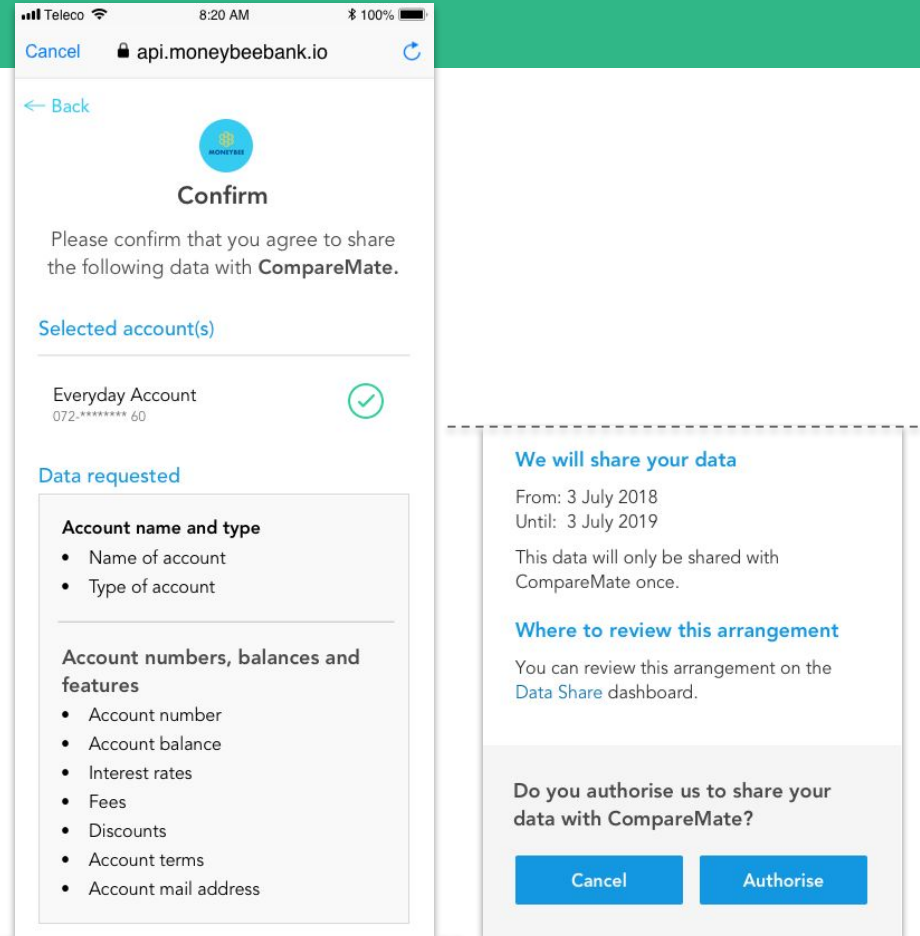 Teleco 8:20 AM 100%
Cancel api.moneybeebank.io
← Back
MONEYBEE
Confirm
Please confirm that you agree to share
the following data with CompareMate.
Selected account(s)
Everyday Account
072-******** 60
Data requested
Account name and type
• Name of account
• Type of account
Account numbers, balances and
features
• Account number
• Account balance
• Interest rates
• Fees
• Discounts
• Account terms
• Account mail address
We will share your data
From: 3 July 2018
Until: 3 July 2019
This data will only be shared with
CompareMate once.
Where to review this arrangement
You can review this arrangement on the
Data Share dashboard.
Do you authorise us to share your
data with CompareMate?
Cancel Authorise